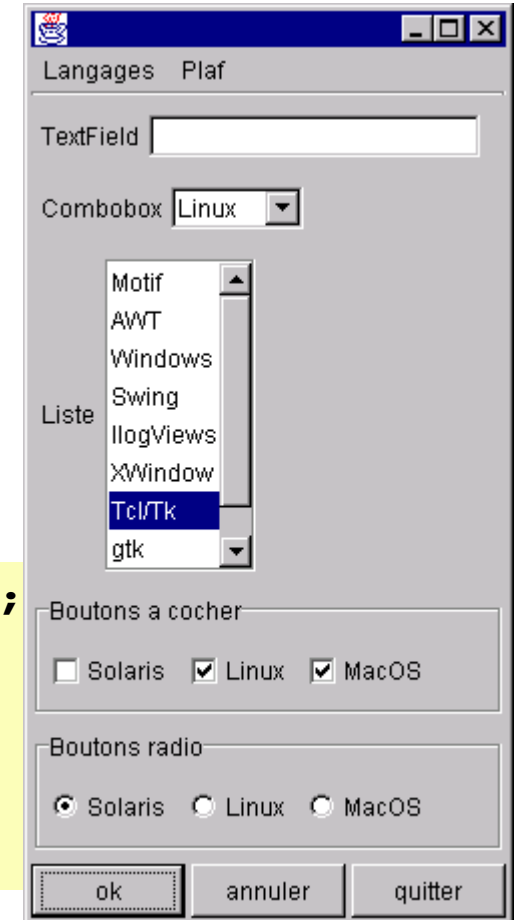 Langages Plaf
TextField
Combobox Linux
Liste
Motif
AWT
Windows
Swing
IlogViews
XWindow
Tcl/Tk
gtk
;
Boutons a cocher
Solaris Linux MacOS
Boutons radio
Solaris Linux MacOS
ok annuler quitter